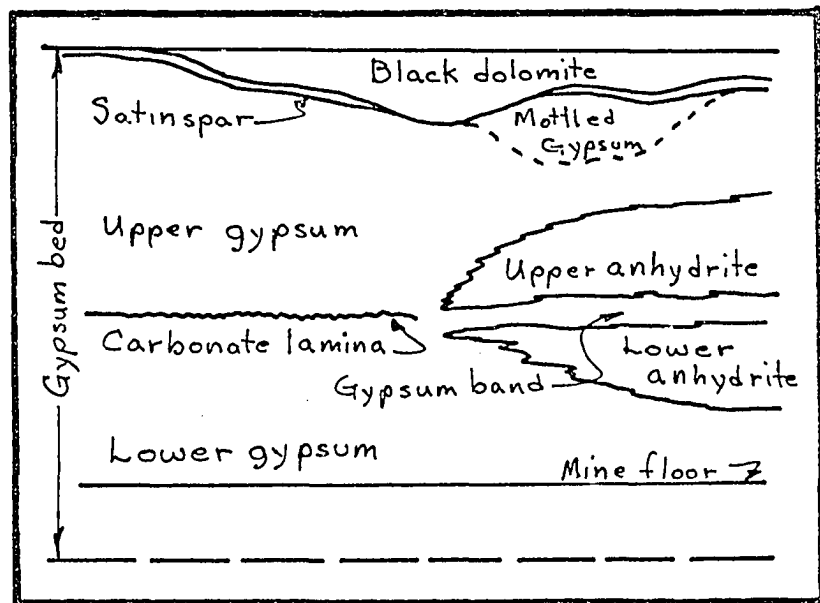 Black dolomite
Satinspar
Mottled
Gypsum
Gypsum bed
Upper gypsum
Upper anhydrite
Carbonate lamina
Lower
anhydrite
Gypsum band
Lower gypsum
Mine floor